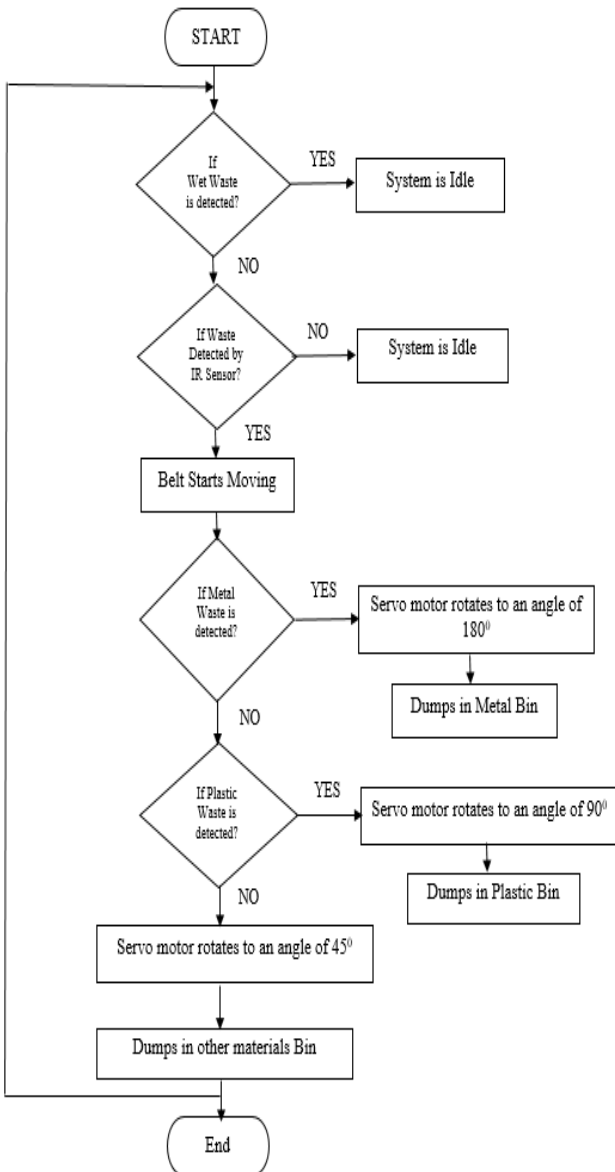 START
If
Wet Waste
is detected?
YES
System is Idle
NO
If Waste
Detected by
IR Sensor?
NO
System is Idle
YES
Belt Starts Moving
If Metal
Waste is
detected?
YES
Servo motor rotates to an angle of
180⁰
Dumps in Metal Bin
NO
If Plastic
Waste is
detected?
YES
Servo motor rotates to an angle of 90⁰
Dumps in Plastic Bin
NO
Servo motor rotates to an angle of 45⁰
Dumps in other materials Bin
End